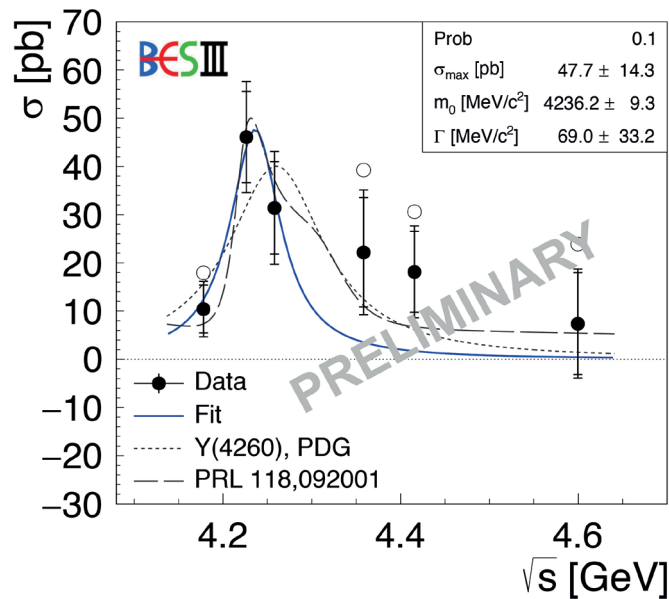 BESIII
Prob 0.1
σmax [pb] 47.7 ± 14.3
m0 [MeV/c²] 4236.2 ± 9.3
Γ [MeV/c²] 69.0 ± 33.2
σ [pb]
70
60
50
40
30
20
10
0
−10
−20
−30
PRELIMINARY
Data
Fit
Y(4260), PDG
PRL 118,092001
4.2 4.4 4.6
√s [GeV]